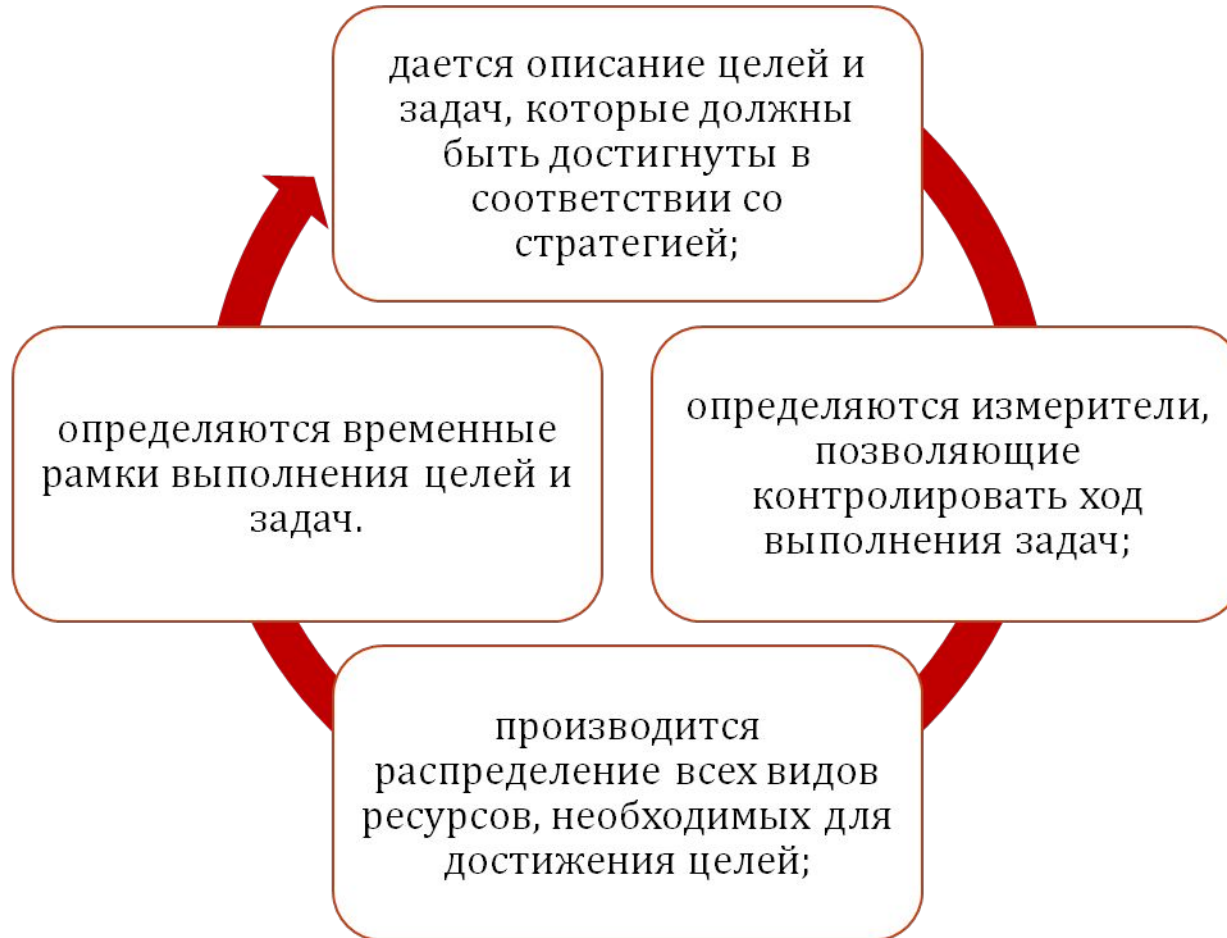 дается описание целей и
задач, которые должны
быть достигнуты в
соответствии со
стратегией;
определяются измерители,
позволяющие
контролировать ход
выполнения задач;
производится
распределение всех видов
ресурсов, необходимых для
достижения целей;
определяются временные
рамки выполнения целей и
задач.